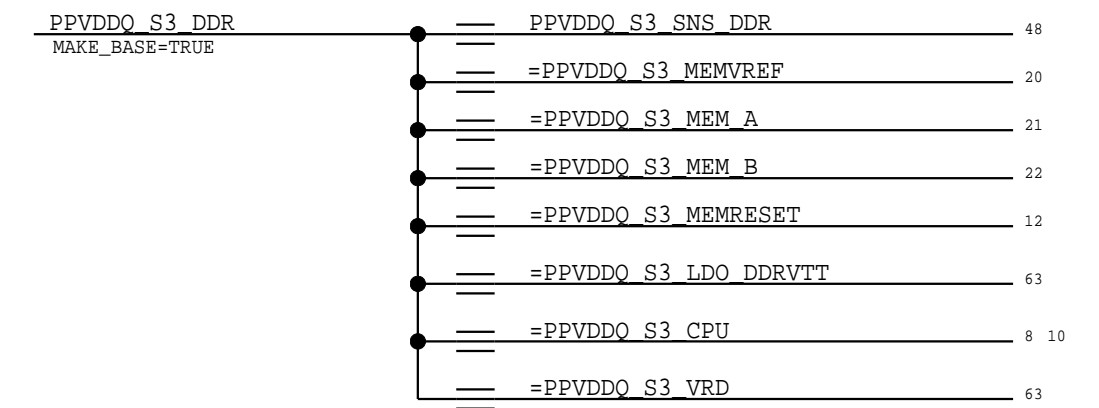 PPVDDQ_S3_DDR
MAKE_BASE=TRUE
PPVDDQ_S3_SNS_DDR 48
=PPVDDQ_S3_MEMVREF 20
=PPVDDQ_S3_MEM_A 21
=PPVDDQ_S3_MEM_B 22
=PPVDDQ_S3_MEMRESET 12
=PPVDDQ_S3_LDO_DDRVTT 63
=PPVDDQ_S3_CPU 8 10
=PPVDDQ_S3_VRD 63